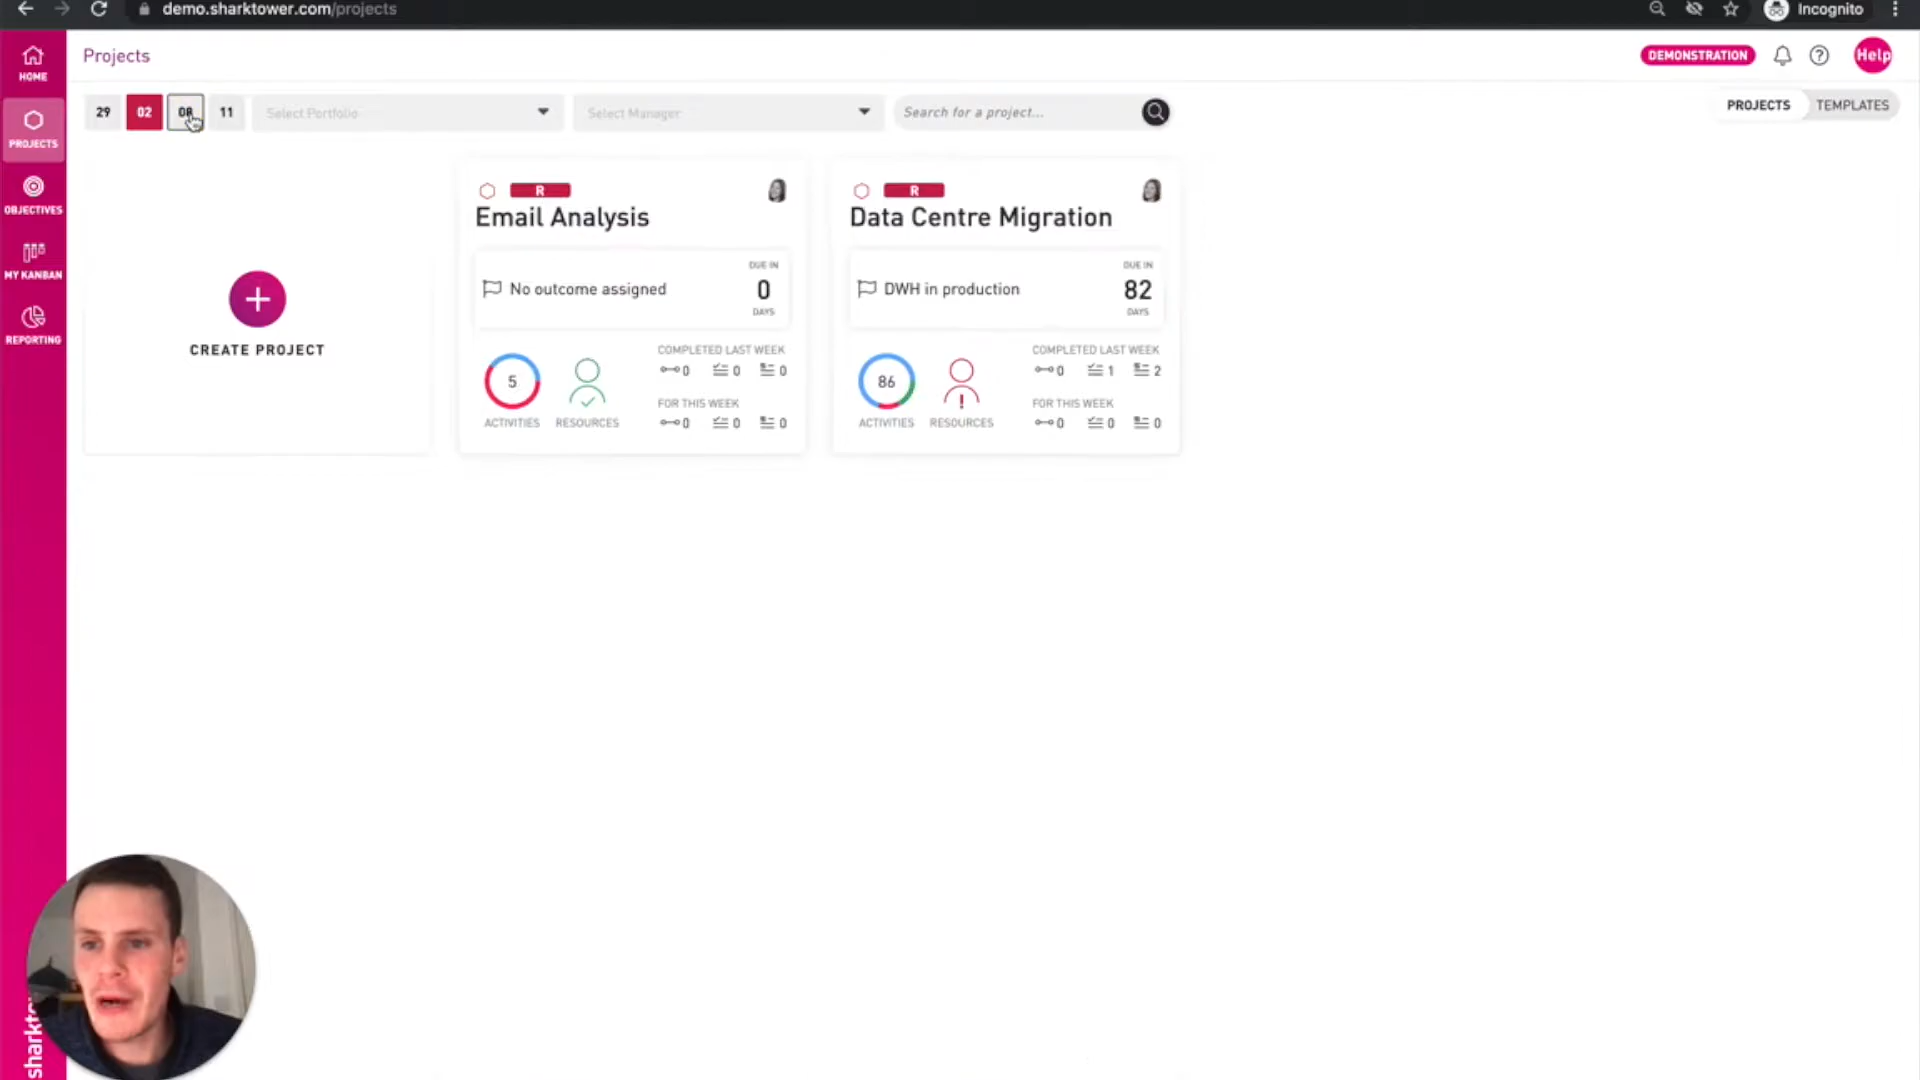 demo.sharktower.com/projects
Incognito
HOME
Projects
DEMONSTRATION
Help
29 02 08 11
Select Portfolio
Select Manager
Search for a project...
PROJECTS
TEMPLATES
PROJECTS
OBJECTIVES
MY KANBAN
REPORTING
CREATE PROJECT
R
Email Analysis
No outcome assigned
DUE IN
0
DAYS
5
ACTIVITIES
RESOURCES
COMPLETED LAST WEEK
0 0 0
FOR THIS WEEK
0 0 0
R
Data Centre Migration
DWH in production
DUE IN
82
DAYS
86
ACTIVITIES
RESOURCES
COMPLETED LAST WEEK
0 1 2
FOR THIS WEEK
0 0 0